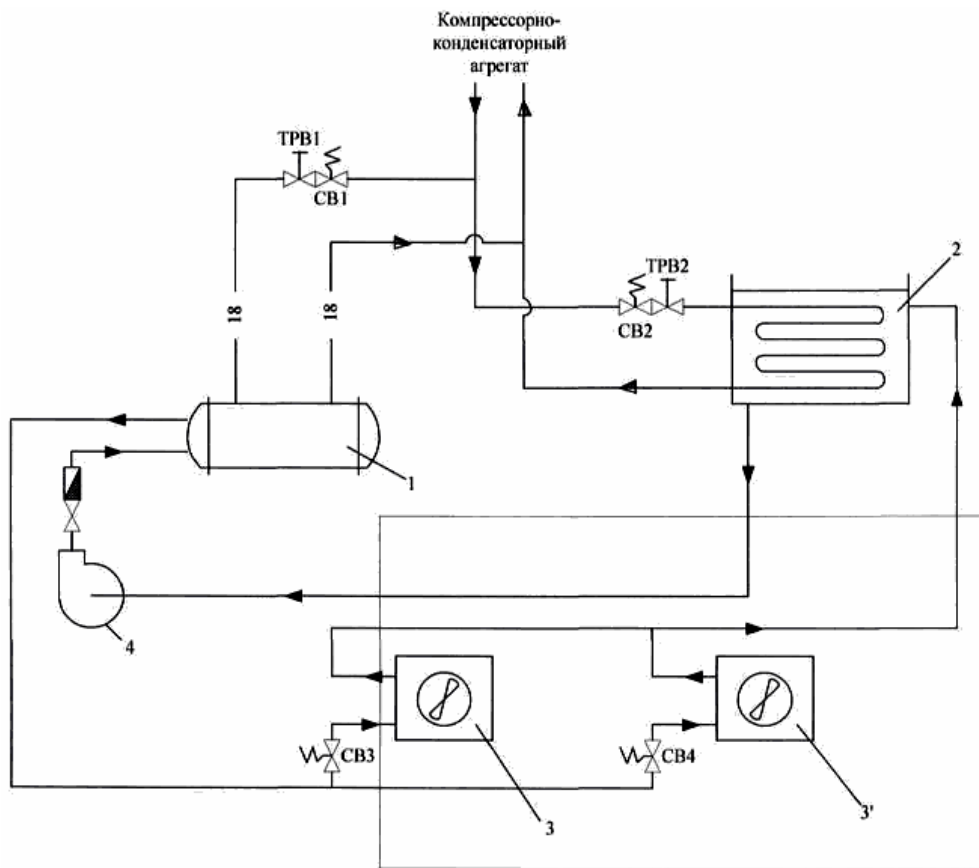 Компрессорно-
конденсаторный
агрегат
ТРВ1
СВ1
ТРВ2
СВ2
2
18
18
1
4
СВ3
СВ4
3
3'